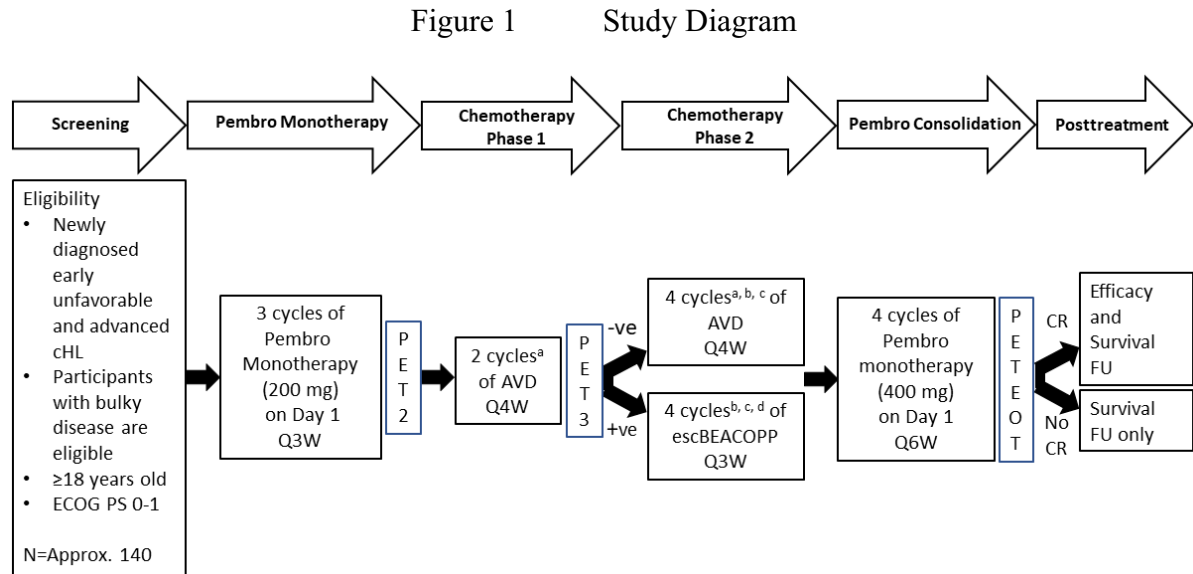 Figure 1 Study Diagram
Screening
Pembro Monotherapy
Chemotherapy
Phase 1
Chemotherapy
Phase 2
Pembro Consolidation
Posttreatment
Eligibility
• Newly
diagnosed
early
unfavorable
and advanced
cHL
• Participants
with bulky
disease are
eligible
• ≥18 years old
• ECOG PS 0-1
N=Approx. 140
3 cycles of
Pembro
Monotherapy
(200 mg)
on Day 1
Q3W
P
E
T
2
2 cycles^a
of AVD
Q4W
P
E
T
3
-ve
+ve
4 cycles^a, b, c of
AVD
Q4W
4 cycles^b, c, d of
escBEACOPP
Q3W
4 cycles of
Pembro
monotherapy
(400 mg)
on Day 1
Q6W
P
E
T
E
O
T
CR
No
CR
Efficacy
and
Survival
FU
Survival
FU only